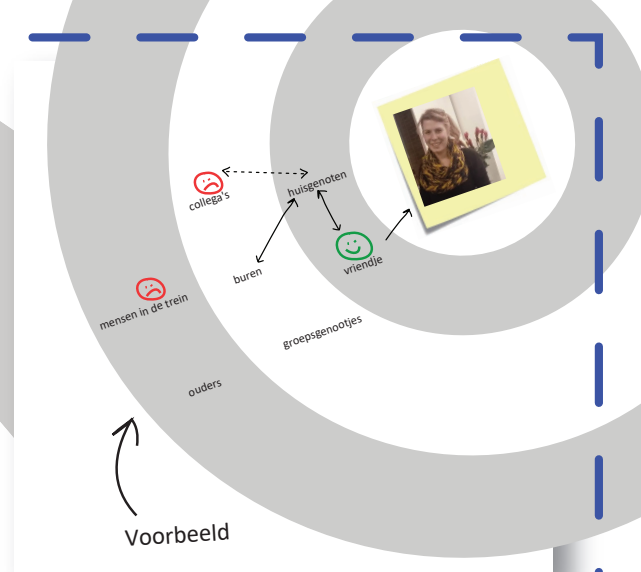 huisgenoten
collega's
vriendje
buren
mensen in de trein
groepsgenootjes
ouders
Voorbeeld